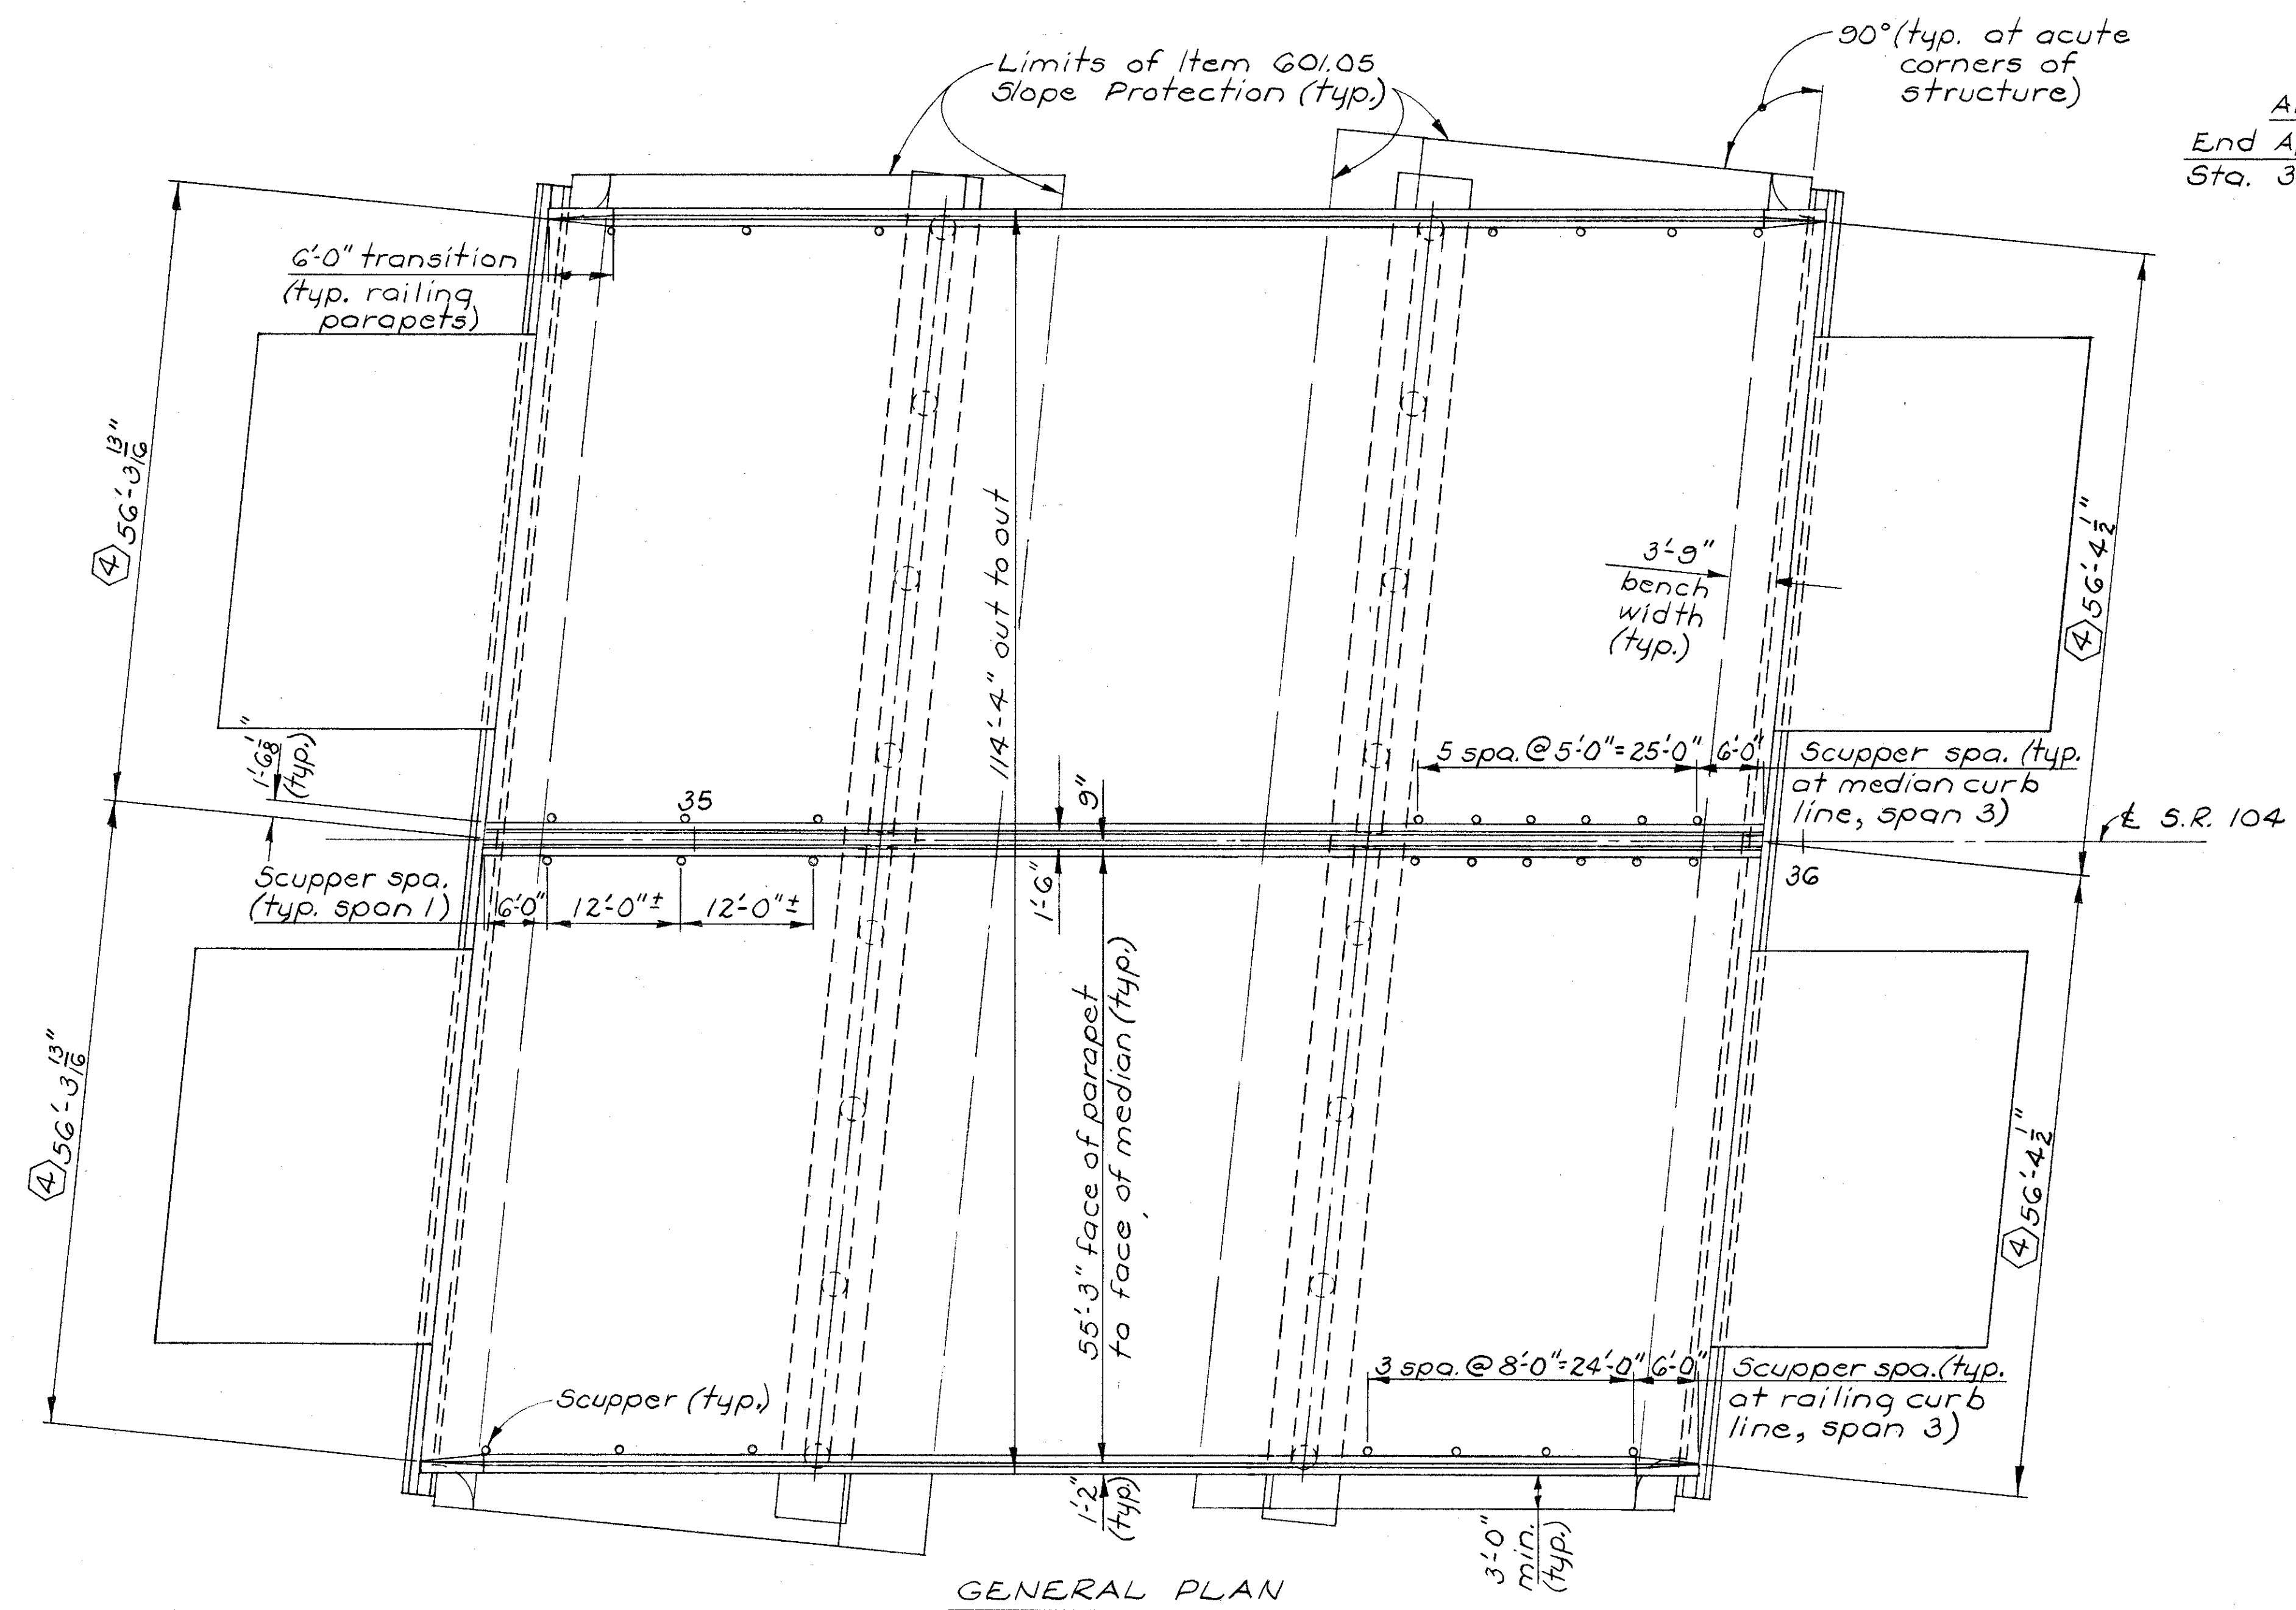 Limits of Item 601.05
Slope Protection (typ.)
90° (typ. at acute
corners of
structure)
End
Sta. 3
6'-0" transition
(typ. railing
parapets)
④ 56'-3 13/16"
④ 56'-4 1/2"
114'-4" out to out
3'-9"
bench
width
(typ.)
1'-6 1/8"
(typ.)
35
9"
5 spa. @ 5'-0" = 25'-0" 6'-0"
Scupper spa. (typ.
at median curb
line, span 3)
℄ S.R. 104
36
Scupper spa.
(typ. span 1)
6'-0" 12'-0"± 12'-0"±
1'-6"
55'-3" face of parapet
to face of median (typ.)
④ 56'-3 13/16"
④ 56'-4 1/2"
3 spa. @ 8'-0" = 24'-0" 6'-0"
Scupper spa. (typ.
at railing curb
line, span 3)
Scupper (typ.)
1'-2"
(typ.)
3'-0"
min.
(typ.)
GENERAL PLAN